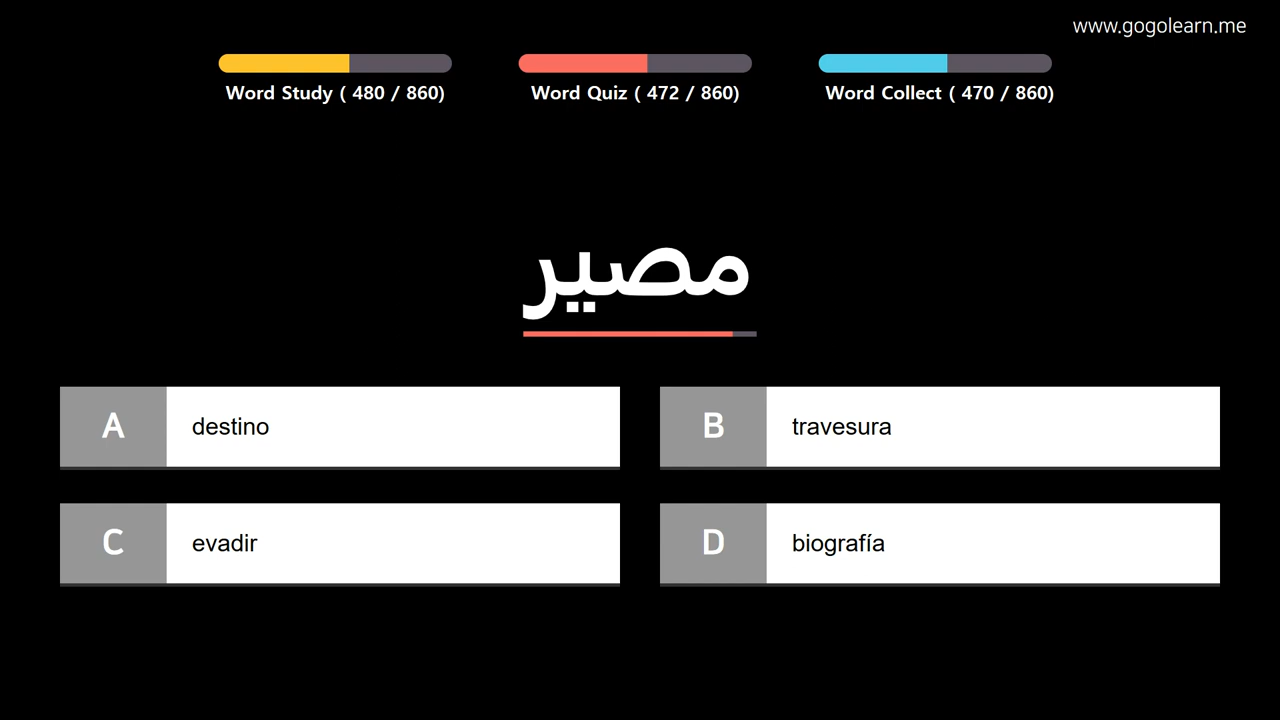 www.gogolearn.me
Word Study ( 480 / 860)
Word Quiz ( 472 / 860)
Word Collect ( 470 / 860)
مصير
A destino
B travesura
C evadir
D biografía